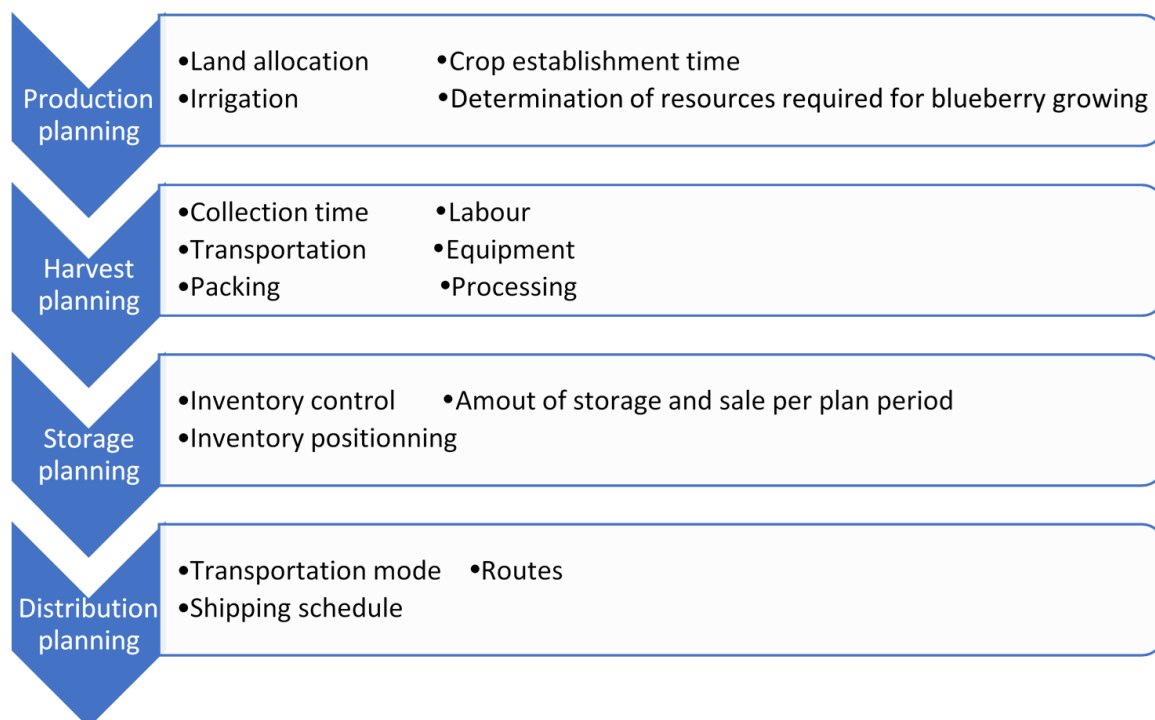 Production
planning
•Land allocation •Crop establishment time
•Irrigation •Determination of resources required for blueberry growing
Harvest
planning
•Collection time •Labour
•Transportation •Equipment
•Packing •Processing
Storage
planning
•Inventory control •Amout of storage and sale per plan period
•Inventory positionning
Distribution
planning
•Transportation mode •Routes
•Shipping schedule